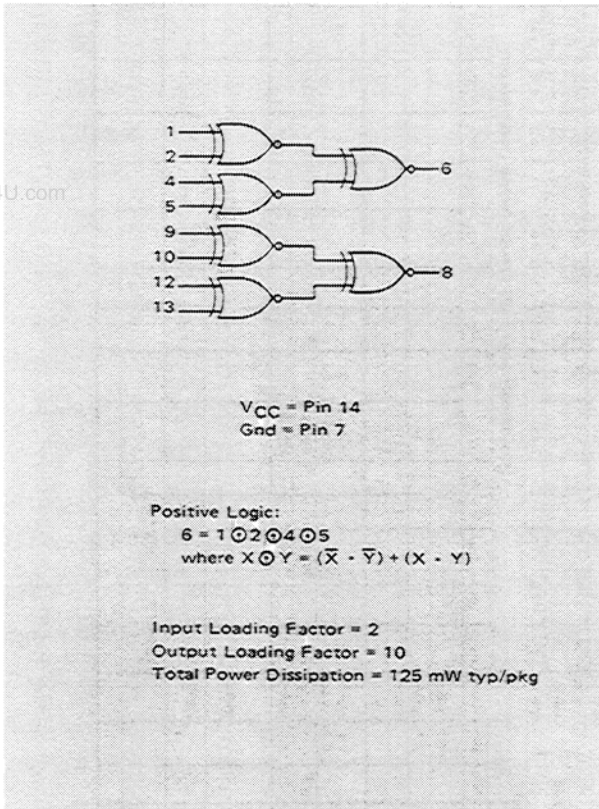 1
2
4
5
6
9
10
12
13
8
4U.com
VCC = Pin 14
Gnd = Pin 7
Positive Logic:
6 = 1 ⊙ 2 ⊙ 4 ⊙ 5
where X ⊙ Y = (X̅ - Y̅) + (X - Y)
Input Loading Factor = 2
Output Loading Factor = 10
Total Power Dissipation = 125 mW typ/pkg